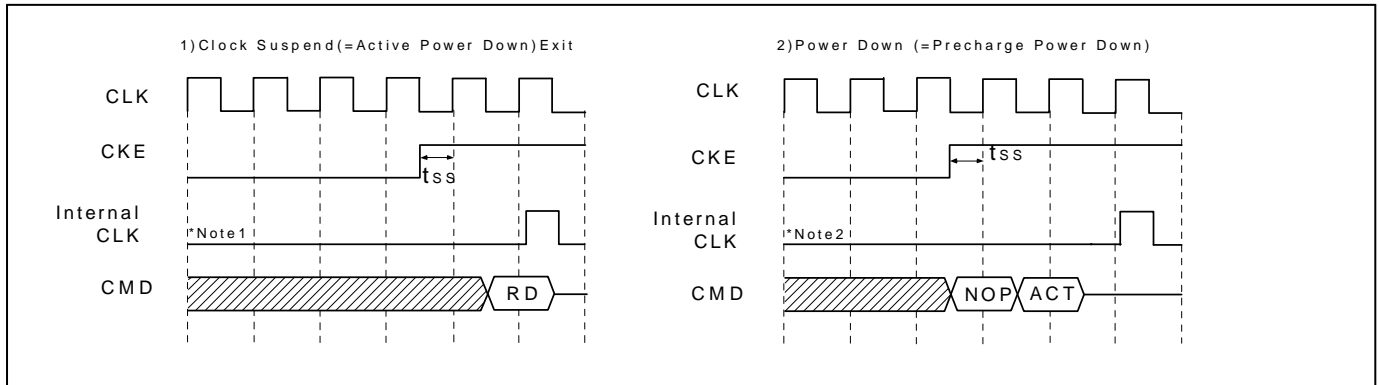 1)Clock Suspend(=Active Power Down)Exit
CLK
CKE
tss
Internal
CLK
*Note1
CMD
RD
2)Power Down (=Precharge Power Down)
CLK
CKE
tss
Internal
CLK
*Note2
CMD
NOP
ACT